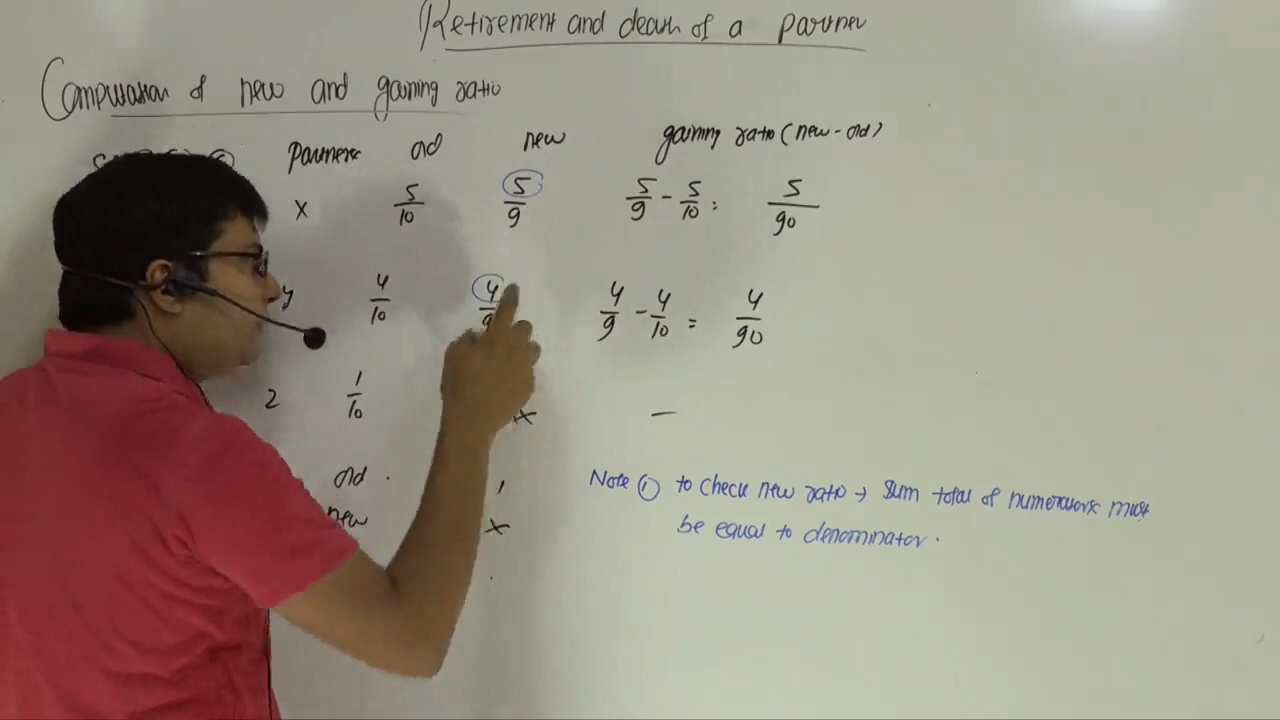 Retirement and death of a partner
Computation of new and gaining ratio
Partners old new gaining ratio (new - old)
X 5/10 5/9 5/9 - 5/10 = 5/90
y 4/10 4/9 4/9 - 4/10 = 4/90
Z 1/10 × —
old . 1
new ×
Note ① to check new ratio → Sum total of numerators must
be equal to denominator.